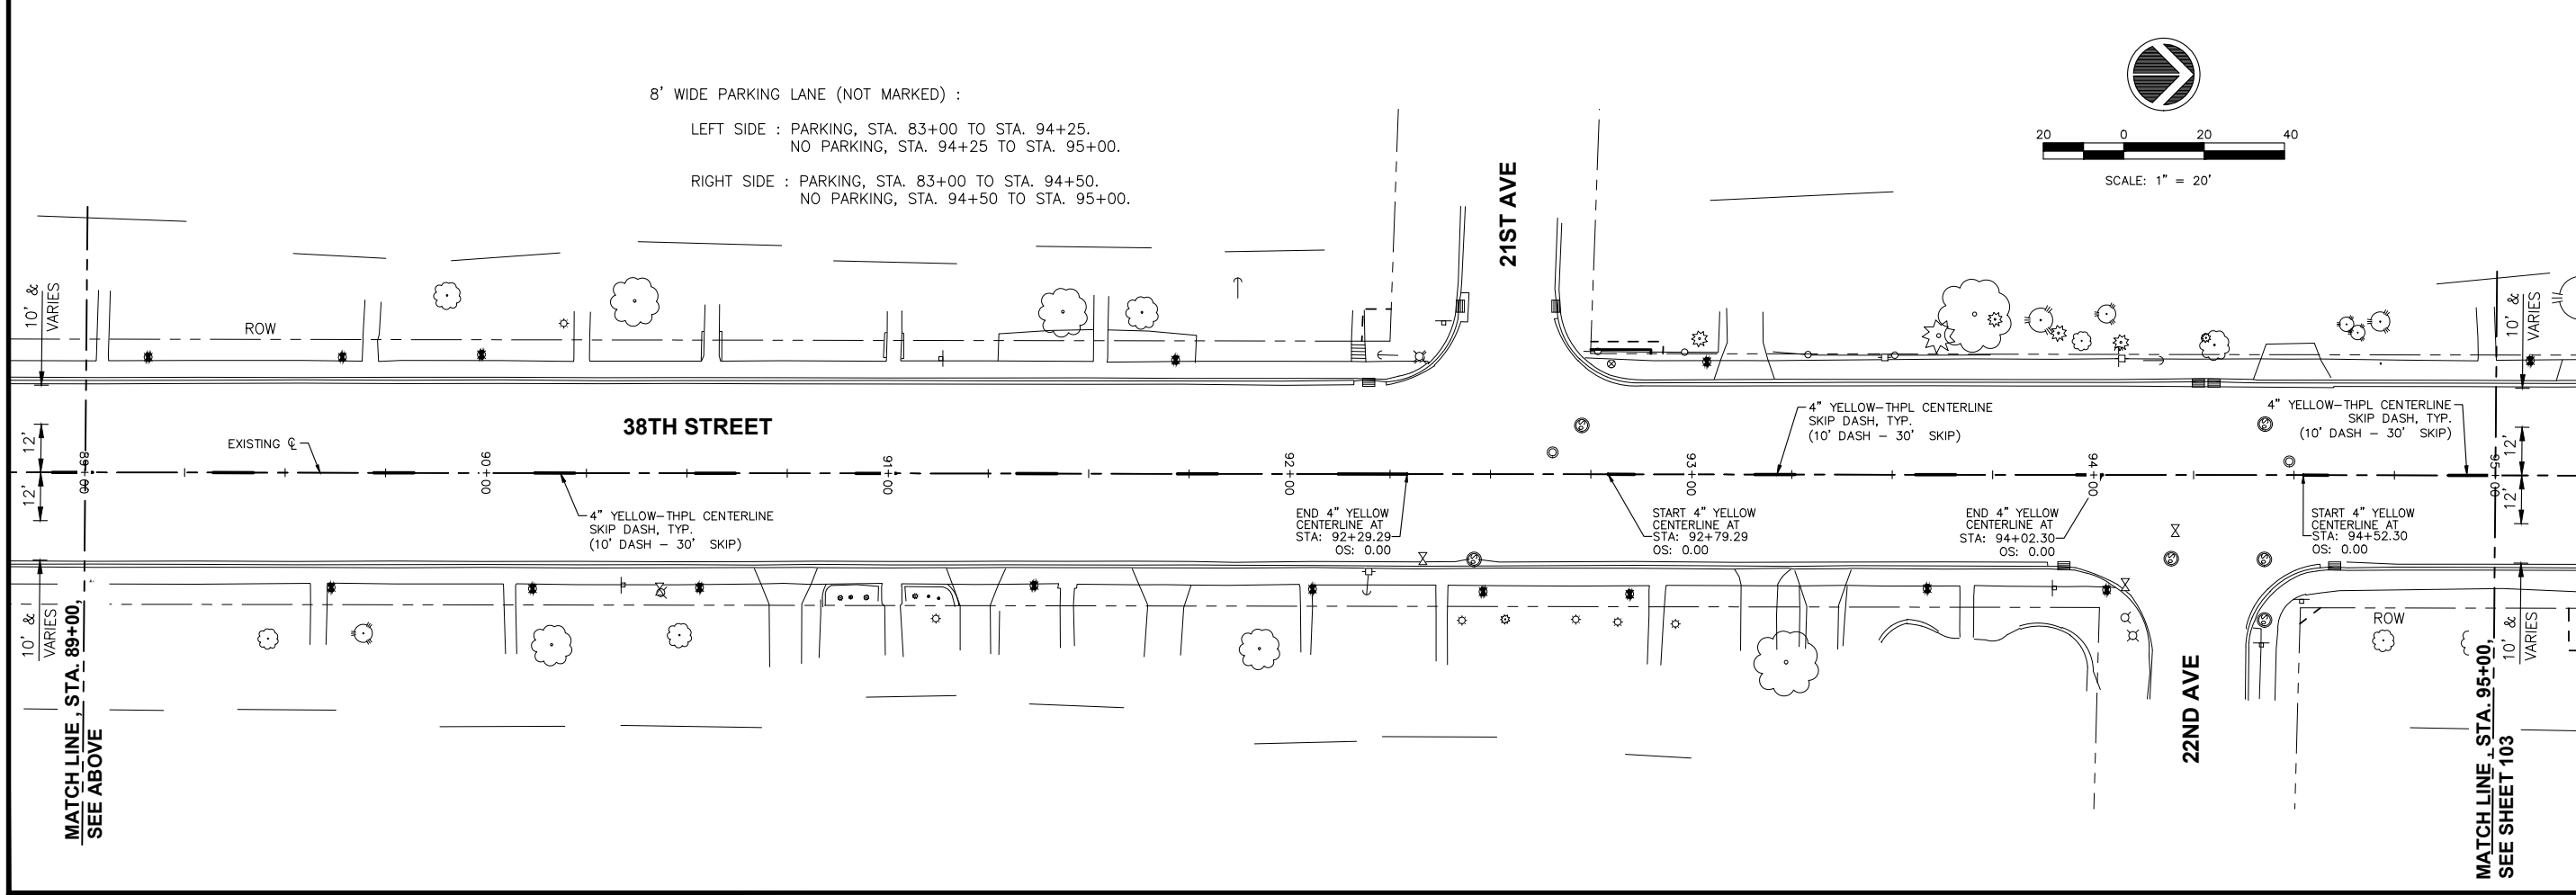 8' WIDE PARKING LANE (NOT MARKED) :
LEFT SIDE : PARKING, STA. 83+00 TO STA. 94+25.
NO PARKING, STA. 94+25 TO STA. 95+00.
RIGHT SIDE : PARKING, STA. 83+00 TO STA. 94+50.
NO PARKING, STA. 94+50 TO STA. 95+00.
20 0 20 40
SCALE: 1" = 20'
21ST AVE
10' &
VARIES
ROW
10' &
VARIES
38TH STREET
EXISTING ℄
12'
12'
4" YELLOW-THPL CENTERLINE
SKIP DASH, TYP.
(10' DASH - 30' SKIP)
4" YELLOW-THPL CENTERLINE
SKIP DASH, TYP.
(10' DASH - 30' SKIP)
12'
12'
89+00
90+00
91+00
92+00
93+00
94+00
95+00
4" YELLOW-THPL CENTERLINE
SKIP DASH, TYP.
(10' DASH - 30' SKIP)
END 4" YELLOW
CENTERLINE AT
STA: 92+29.29
OS: 0.00
START 4" YELLOW
CENTERLINE AT
STA: 92+79.29
OS: 0.00
END 4" YELLOW
CENTERLINE AT
STA: 94+02.30
OS: 0.00
START 4" YELLOW
CENTERLINE AT
STA: 94+52.30
OS: 0.00
10' &
VARIES
ROW
10' &
VARIES
MATCH LINE , STA. 89+00,
SEE ABOVE
22ND AVE
MATCH LINE , STA. 95+00,
SEE SHEET 103